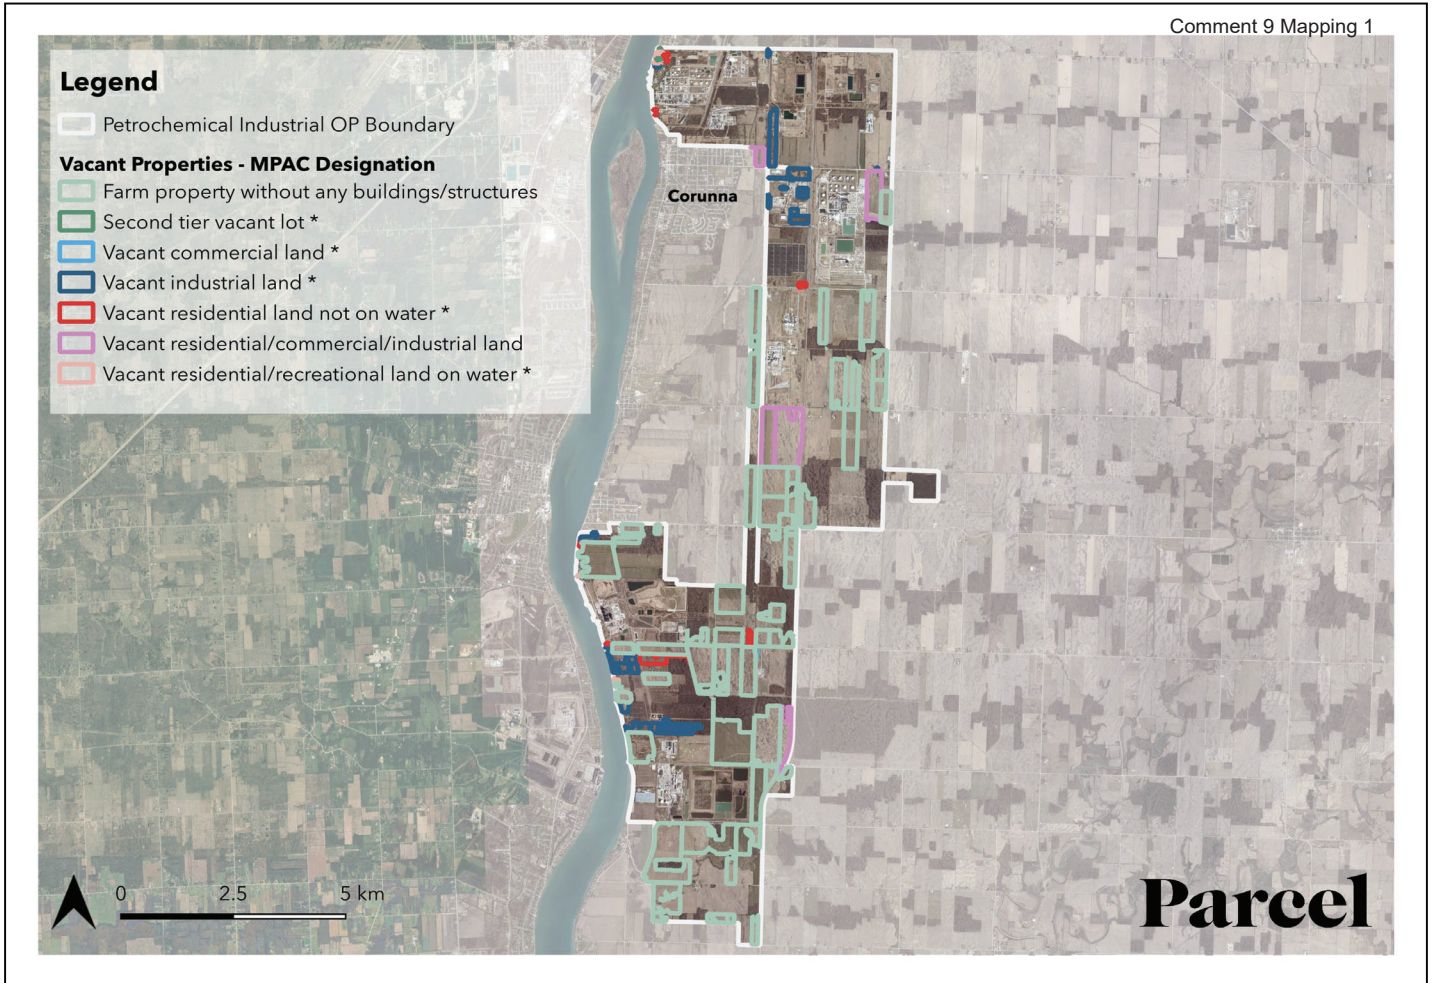 Comment 9 Mapping 1
Legend
Petrochemical Industrial OP Boundary
Vacant Properties - MPAC Designation
Farm property without any buildings/structures
Second tier vacant lot *
Vacant commercial land *
Vacant industrial land *
Vacant residential land not on water *
Vacant residential/commercial/industrial land
Vacant residential/recreational land on water *
Corunna
0 2.5 5 km
Parcel